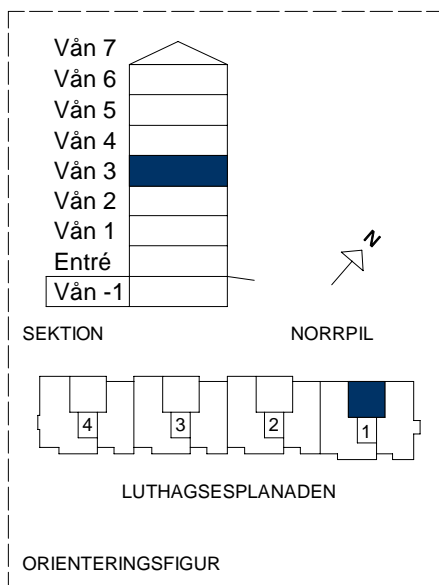 Vån 7
Vån 6
Vån 5
Vån 4
Vån 3
Vån 2
Vån 1
Entré
Vån -1
N
SEKTION
NORRPIL
4
3
2
1
LUTHAGSESPLANADEN
ORIENTERINGSFIGUR